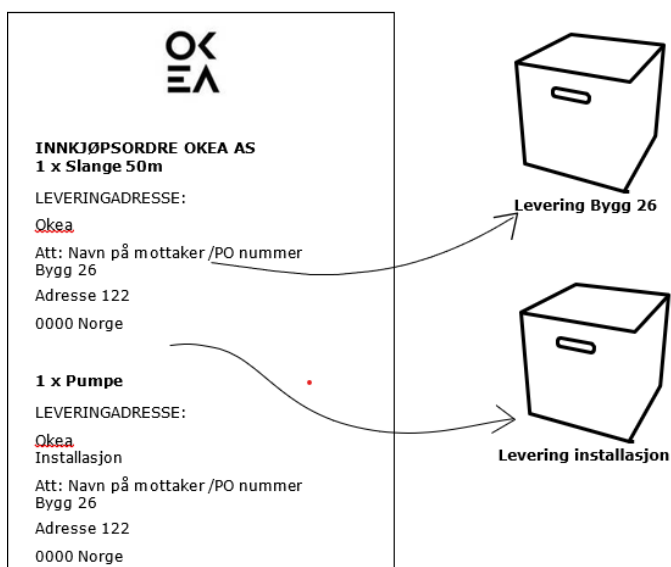 OKEA
INNKJØPSORDRE OKEA AS
1 x Slange 50m
LEVERINGADRESSE:
Okea
Att: Navn på mottaker/PO nummer
Bygg 26
Adresse 122
0000 Norge
1 x Pumpe
LEVERINGADRESSE:
Okea
Installasjon
Att: Navn på mottaker/PO nummer
Bygg 26
Adresse 122
0000 Norge
Levering Bygg 26
Levering installasjon